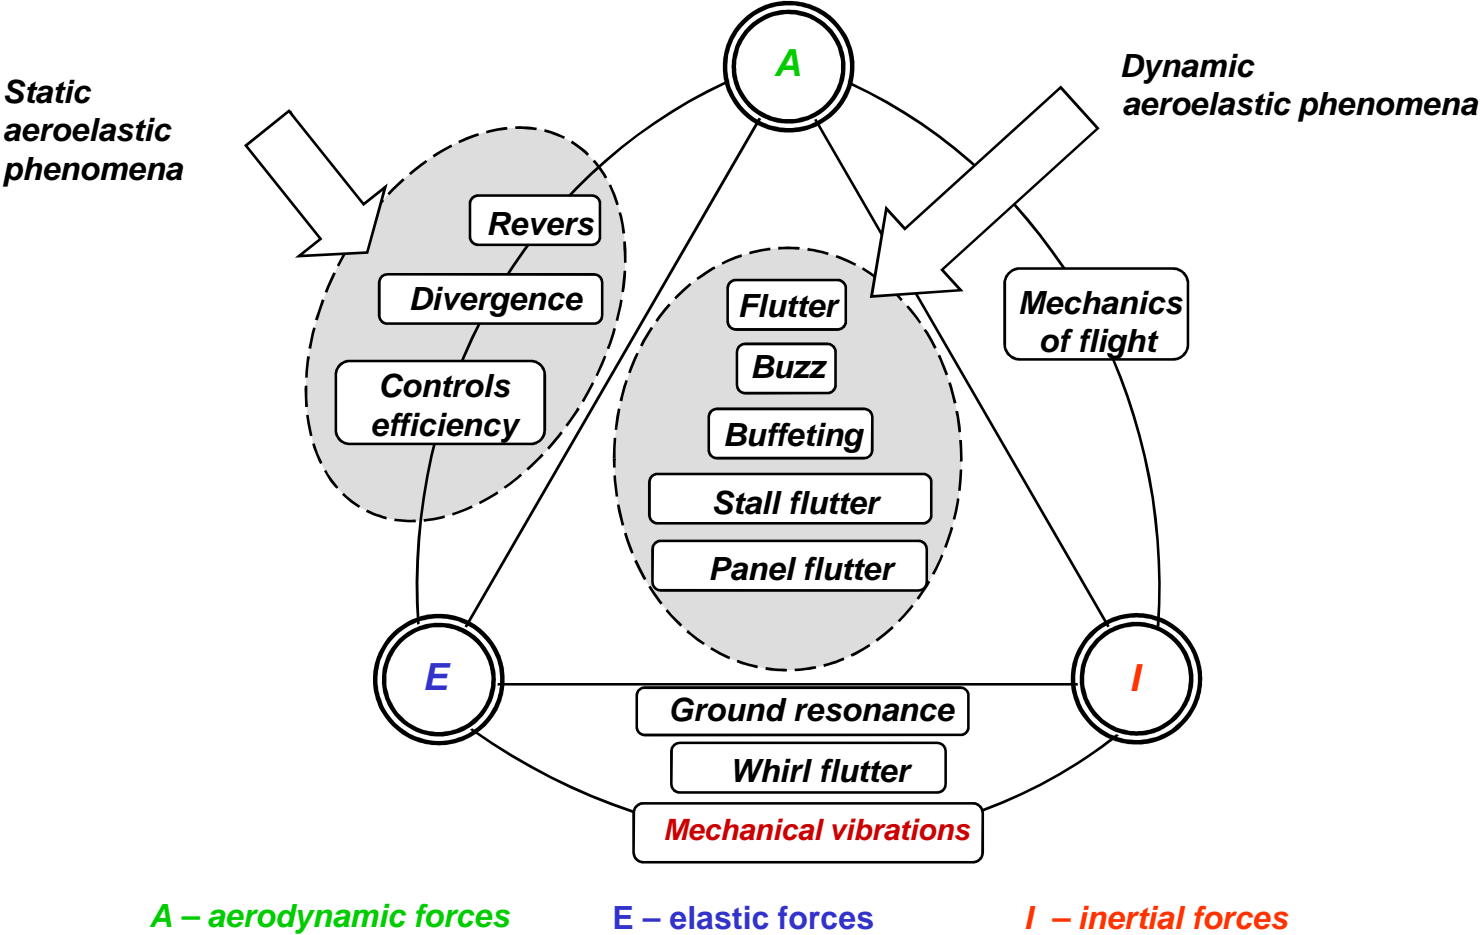 A
Dynamic
aeroelastic phenomena
Static
aeroelastic
phenomena
Revers
Divergence
Controls
efficiency
Flutter
Buzz
Buffeting
Stall flutter
Panel flutter
Mechanics
of flight
E
I
Ground resonance
Whirl flutter
Mechanical vibrations
A – aerodynamic forces
E – elastic forces
I – inertial forces